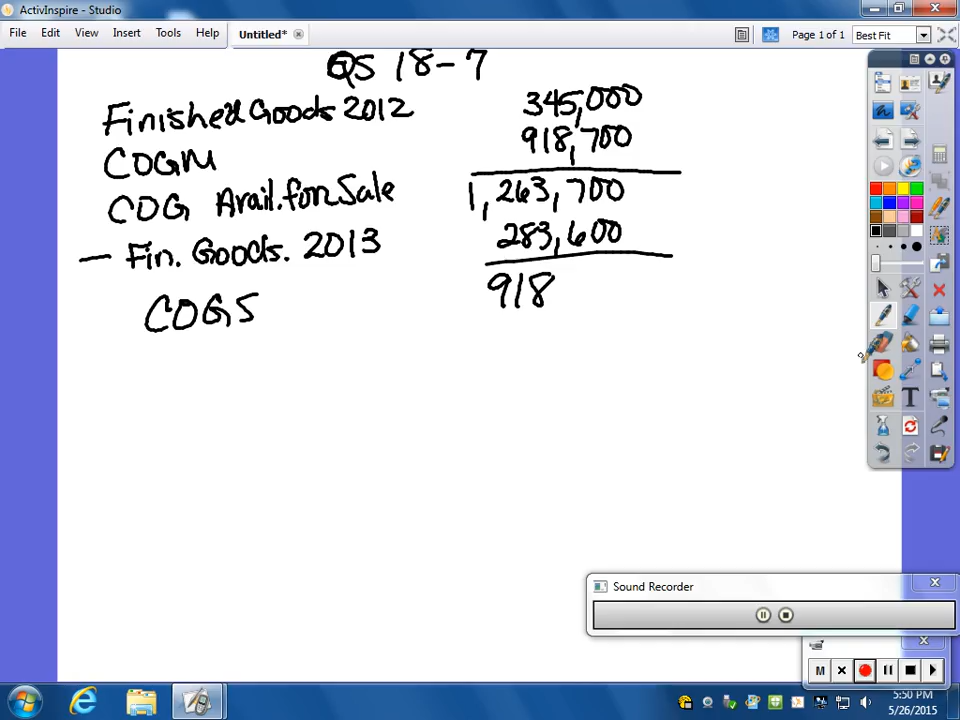 ActivInspire - Studio
File Edit View Insert Tools Help Untitled* Page 1 of 1 Best Fit
QS 18-7
Finished Goods 2012 345,000
COGM 918,700
COG Avail. for Sale 1,263,700
— Fin. Goods. 2013 283,600
COGS 918
Sound Recorder
M
5:50 PM
5/26/2015